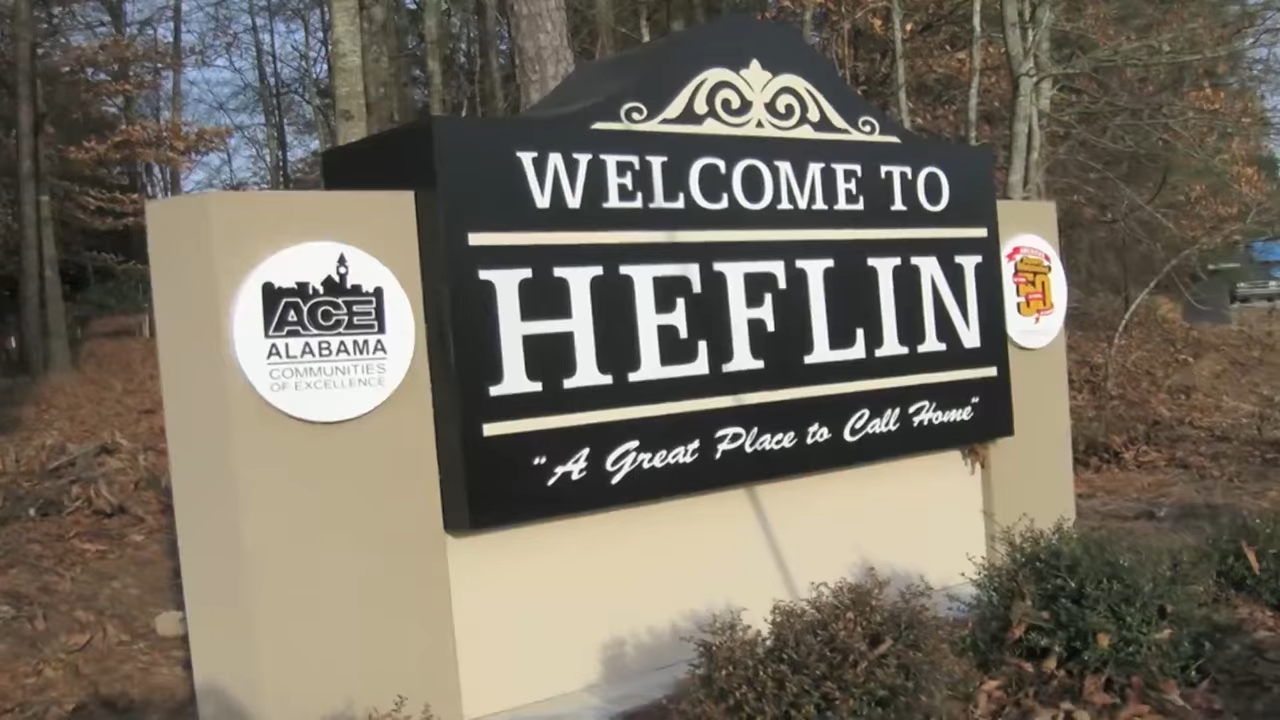 WELCOME TO
HEFLIN
"A Great Place to Call Home"
ACE
ALABAMA
COMMUNITIES
OF EXCELLENCE